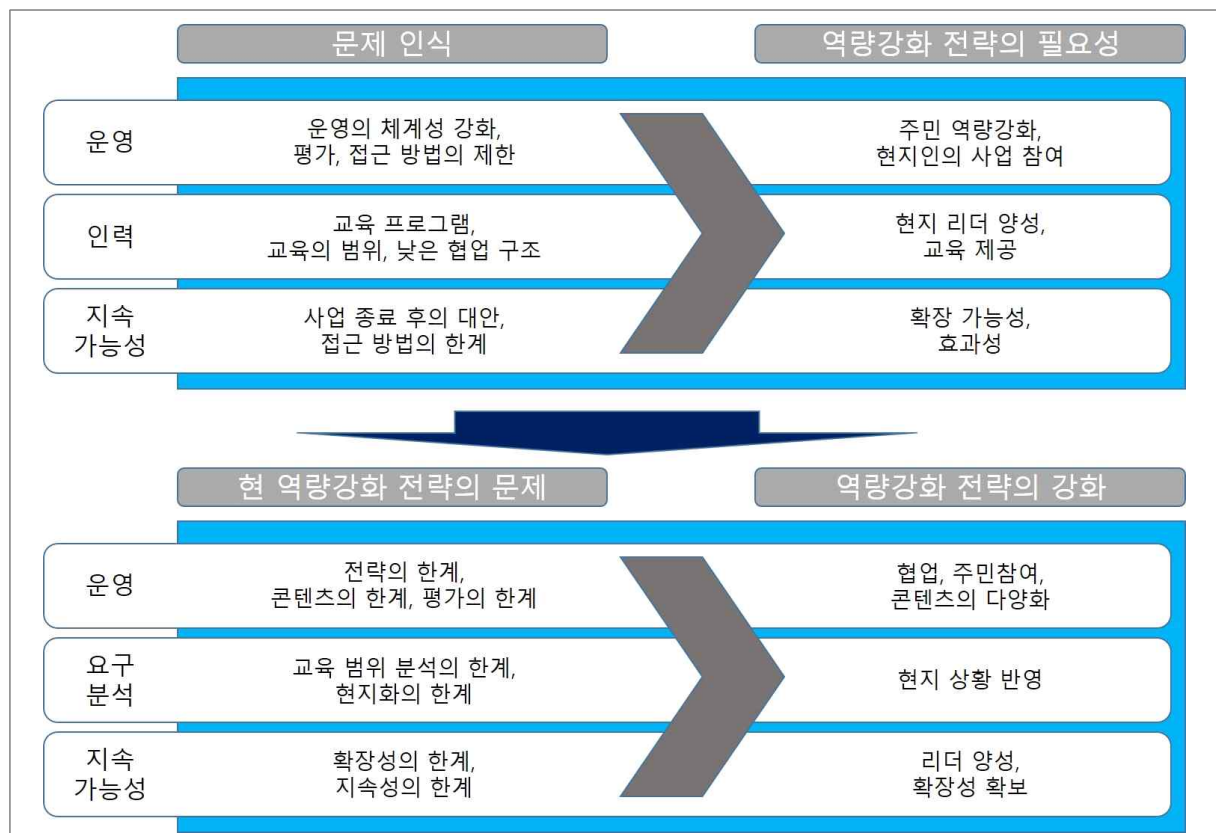 문제 인식
역량강화 전략의 필요성
운영
운영의 체계성 강화,
평가, 접근 방법의 제한
주민 역량강화,
현지인의 사업 참여
인력
교육 프로그램,
교육의 범위, 낮은 협업 구조
현지 리더 양성,
교육 제공
지속
가능성
사업 종료 후의 대안,
접근 방법의 한계
확장 가능성,
효과성
현 역량강화 전략의 문제
역량강화 전략의 강화
운영
전략의 한계,
콘텐츠의 한계, 평가의 한계
협업, 주민참여,
콘텐츠의 다양화
요구
분석
교육 범위 분석의 한계,
현지화의 한계
현지 상황 반영
지속
가능성
확장성의 한계,
지속성의 한계
리더 양성,
확장성 확보